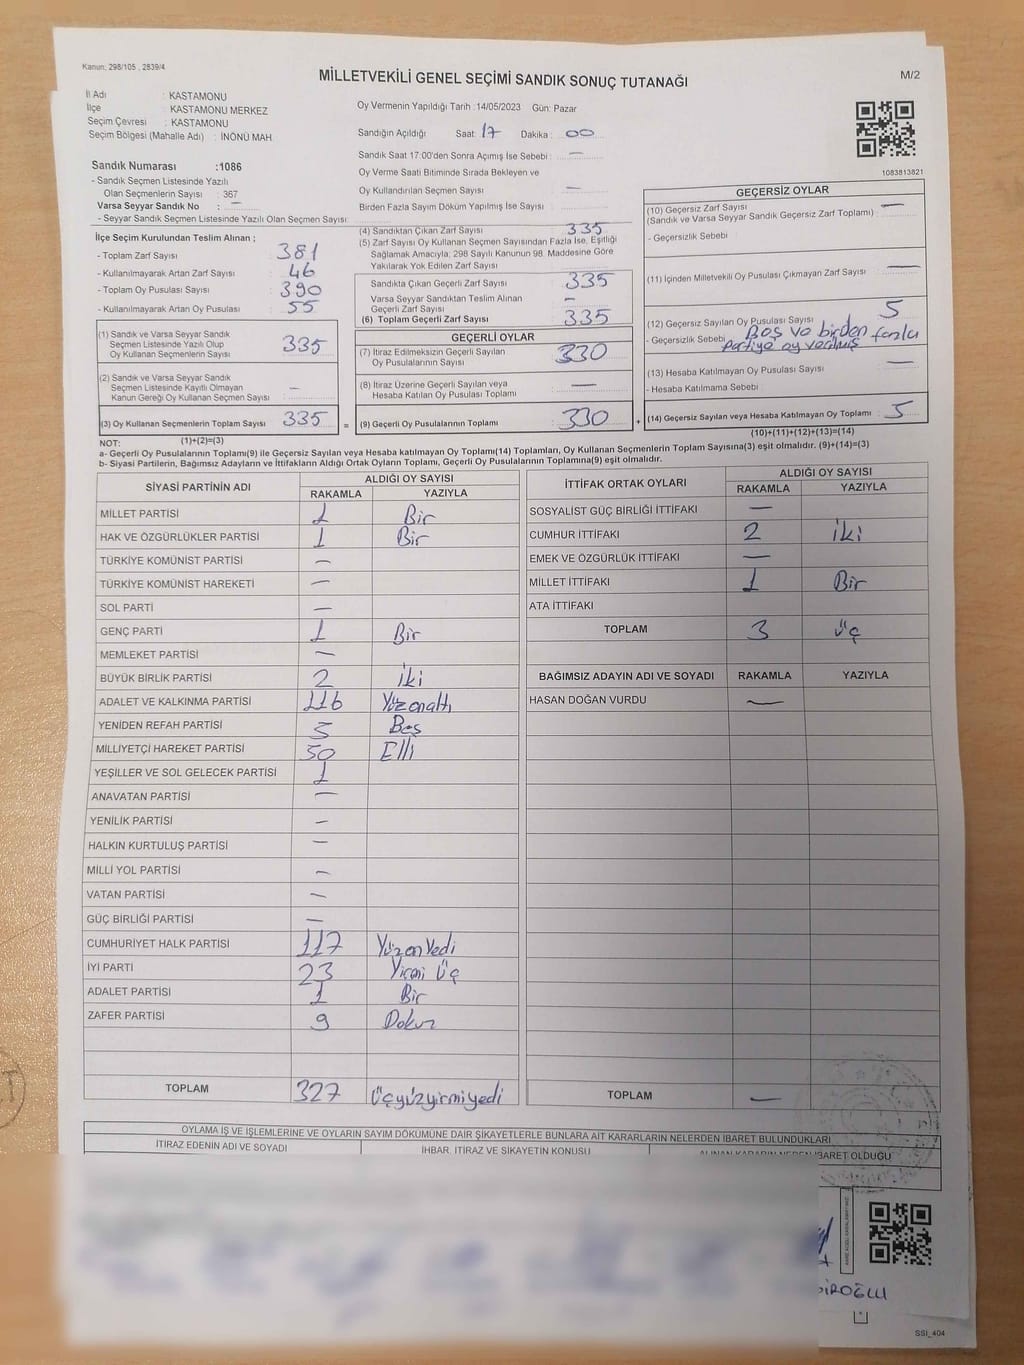 Kanun: 298/105 , 2839/4
MİLLETVEKİLİ GENEL SEÇİMİ SANDIK SONUÇ TUTANAĞI
M/2
İl Adı : KASTAMONU
İlçe : KASTAMONU MERKEZ
Seçim Çevresi : KASTAMONU
Seçim Bölgesi (Mahalle Adı) : İNÖNÜ MAH.
Sandık Numarası :1086
- Sandık Seçmen Listesinde Yazılı
Olan Seçmenlerin Sayısı : 367
Varsa Seyyar Sandık No : —
- Seyyar Sandık Seçmen Listesinde Yazılı Olan Seçmen Sayısı:
Oy Vermenin Yapıldığı Tarih :14/05/2023 Gün: Pazar
Sandığın Açıldığı Saat: 17 Dakika : 00
Sandık Saat 17:00'den Sonra Açımış İse Sebebi : —
Oy Verme Saati Bitiminde Sırada Bekleyen ve
Oy Kullandırılan Seçmen Sayısı : —
Birden Fazla Sayım Döküm Yapılmış İse Sayısı :
1083813821
İlçe Seçim Kurulundan Teslim Alınan ;
- Toplam Zarf Sayısı : 381
- Kullanılmayarak Artan Zarf Sayısı : 46
- Toplam Oy Pusulası Sayısı : 390
- Kullanılmayarak Artan Oy Pusulası : 55
(1) Sandık ve Varsa Seyyar Sandık
Seçmen Listesinde Yazılı Olup
Oy Kullanan Seçmenlerin Sayısı : 335
(2) Sandık ve Varsa Seyyar Sandık
Seçmen Listesinde Kayıtlı Olmayan
Kanun Gereği Oy Kullanan Seçmen Sayısı : —
(3) Oy Kullanan Seçmenlerin Toplam Sayısı : 335 =
(1)+(2)=(3)
(4) Sandıktan Çıkan Zarf Sayısı : 335
(5) Zarf Sayısı Oy Kullanan Seçmen Sayısından Fazla İse, Eşitliği
Sağlamak Amacıyla; 298 Sayılı Kanunun 98. Maddesine Göre
Yakılarak Yok Edilen Zarf Sayısı :
Sandıkta Çıkan Geçerli Zarf Sayısı : 335
Varsa Seyyar Sandıktan Teslim Alınan
Geçerli Zarf Sayısı : —
(6) Toplam Geçerli Zarf Sayısı : 335
GEÇERLİ OYLAR
(7) İtiraz Edilmeksizin Geçerli Sayılan
Oy Pusulalarının Sayısı : 330
(8) İtiraz Üzerine Geçerli Sayılan veya
Hesaba Katılan Oy Pusulası Toplamı : —
(9) Geçerli Oy Pusulalarının Toplamı : 330 +
GEÇERSİZ OYLAR
(10) Geçersiz Zarf Sayısı : —
(Sandık ve Varsa Seyyar Sandık Geçersiz Zarf Toplamı) :
- Geçersizlik Sebebi :
(11) İçinden Milletvekili Oy Pusulası Çıkmayan Zarf Sayısı : —
(12) Geçersiz Sayılan Oy Pusulası Sayısı : 5
- Geçersizlik Sebebi : Boş ve birden fazla
partiye oy verilmiş
(13) Hesaba Katılmayan Oy Pusulası Sayısı : —
- Hesaba Katılmama Sebebi :
(14) Geçersiz Sayılan veya Hesaba Katılmayan Oy Toplamı : 5
(10)+(11)+(12)+(13)=(14)
NOT:
a- Geçerli Oy Pusulalarının Toplamı(9) ile Geçersiz Sayılan veya Hesaba katılmayan Oy Toplamı(14) Toplamları, Oy Kullanan Seçmenlerin Toplam Sayısına(3) eşit olmalıdır. (9)+(14)=(3)
b- Siyasi Partilerin, Bağımsız Adayların ve İttifakların Aldığı Ortak Oyların Toplamı, Geçerli Oy Pusulalarının Toplamına(9) eşit olmalıdır.
SİYASİ PARTİNİN ADI ALDIĞI OY SAYISI
RAKAMLA YAZIYLA
MİLLET PARTİSİ 1 Bir
HAK VE ÖZGÜRLÜKLER PARTİSİ 1 Bir
TÜRKİYE KOMÜNİST PARTİSİ —
TÜRKİYE KOMÜNİST HAREKETİ —
SOL PARTİ —
GENÇ PARTİ 1 Bir
MEMLEKET PARTİSİ —
BÜYÜK BİRLİK PARTİSİ 2 iki
ADALET VE KALKINMA PARTİSİ 116 Yüzonaltı
YENİDEN REFAH PARTİSİ 5 Beş
MİLLİYETÇİ HAREKET PARTİSİ 50 Elli
YEŞİLLER VE SOL GELECEK PARTİSİ 1
ANAVATAN PARTİSİ —
YENİLİK PARTİSİ —
HALKIN KURTULUŞ PARTİSİ —
MİLLİ YOL PARTİSİ —
VATAN PARTİSİ —
GÜÇ BİRLİĞİ PARTİSİ —
CUMHURİYET HALK PARTİSİ 117 YüzonYedi
İYİ PARTİ 23 Yirmi Üç
ADALET PARTİSİ 1 Bir
ZAFER PARTİSİ 9 Dokuz
TOPLAM 327 Üçyüzyirmiyedi
İTTİFAK ORTAK OYLARI ALDIĞI OY SAYISI
RAKAMLA YAZIYLA
SOSYALİST GÜÇ BİRLİĞİ İTTİFAKI —
CUMHUR İTTİFAKI 2 iki
EMEK VE ÖZGÜRLÜK İTTİFAKI —
MİLLET İTTİFAKI 1 Bir
ATA İTTİFAKI
TOPLAM 3 Üç
BAĞIMSIZ ADAYIN ADI VE SOYADI RAKAMLA YAZIYLA
HASAN DOĞAN VURDU —
TOPLAM —
OYLAMA İŞ VE İŞLEMLERİNE VE OYLARIN SAYIM DÖKÜMÜNE DAİR ŞİKAYETLERLE BUNLARA AİT KARARLARIN NELERDEN İBARET BULUNDUKLARI
İTİRAZ EDENİN ADI VE SOYADI İHBAR, İTİRAZ VE ŞİKAYETİN KONUSU ALINAN KARARIN NEDEN İBARET OLDUĞU
SSI_404